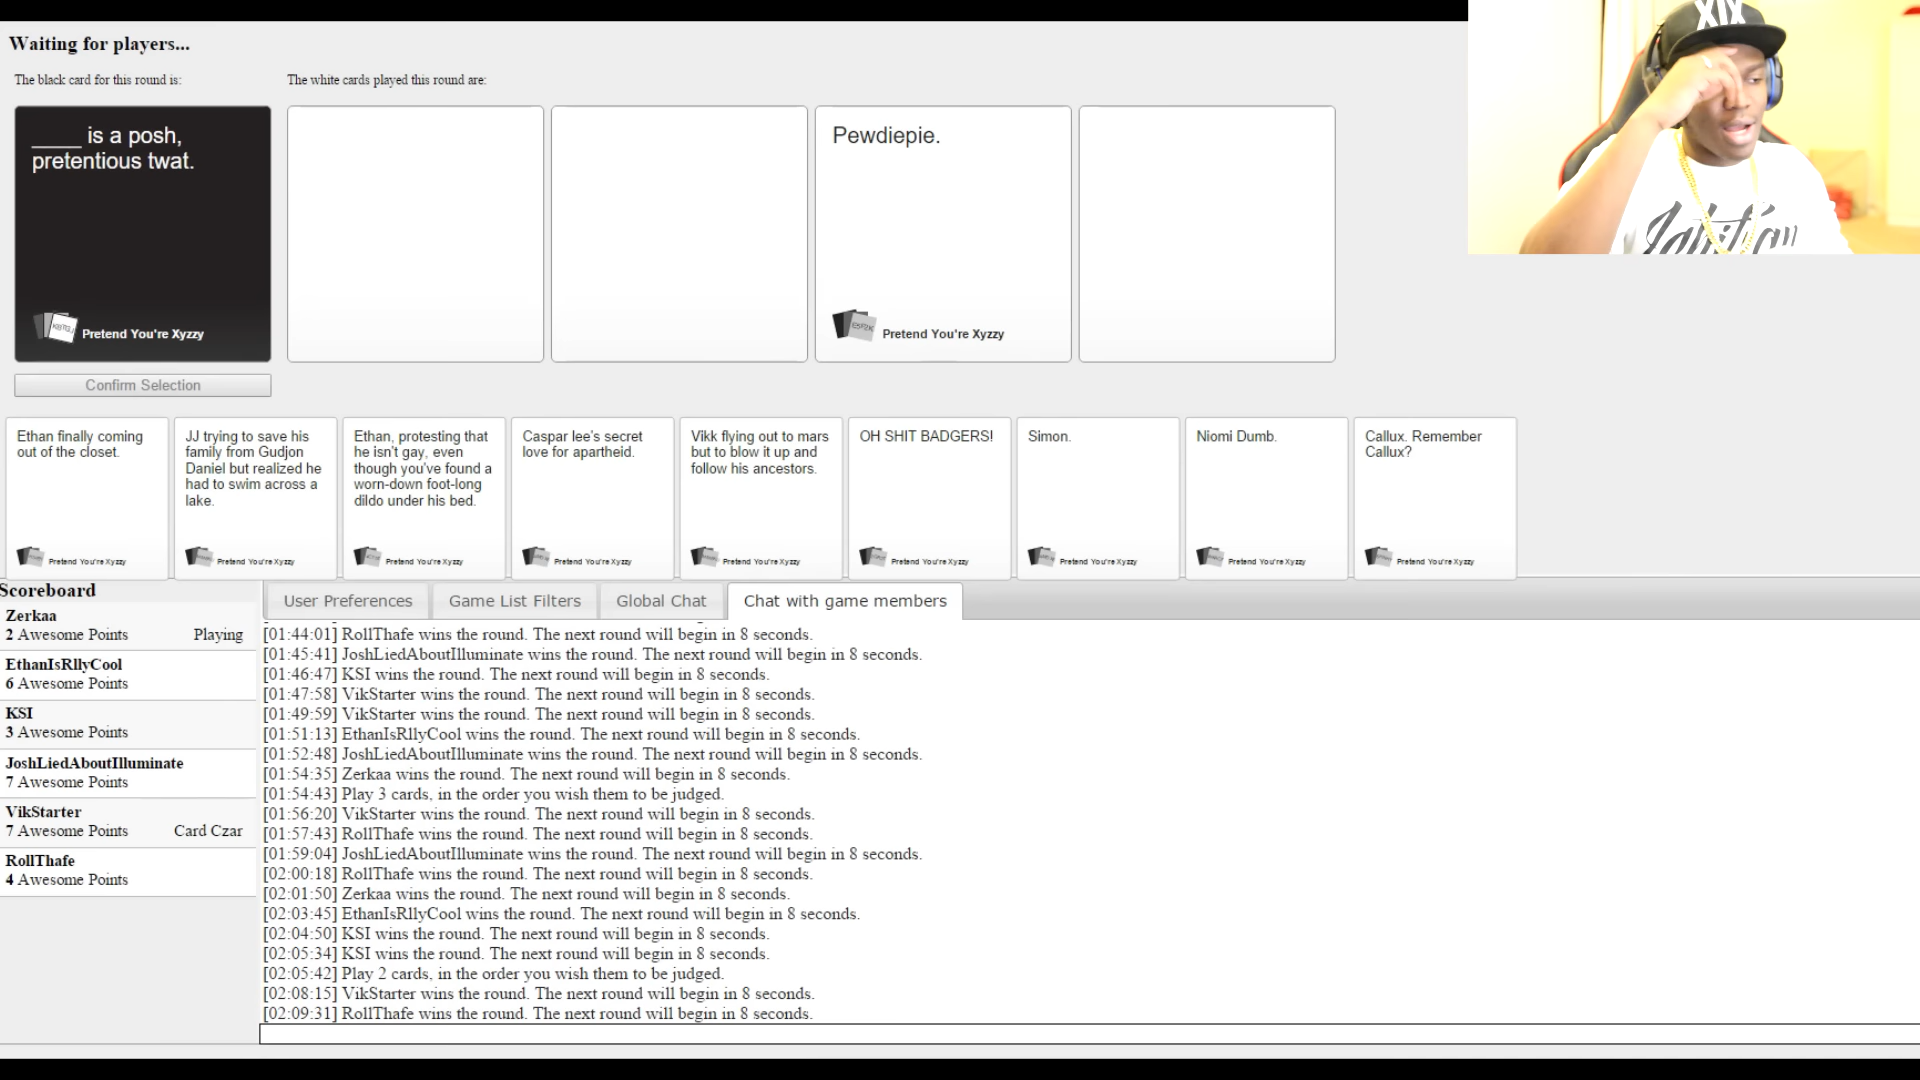 Waiting for players...
The black card for this round is:
The white cards played this round are:
____ is a posh,
pretentious twat.
Pretend You're Xyzzy
Pewdiepie.
Pretend You're Xyzzy
XIX
Confirm Selection
Ethan finally coming
out of the closet.
Pretend You're Xyzzy
JJ trying to save his
family from Gudjon
Daniel but realized he
had to swim across a
lake.
Pretend You're Xyzzy
Ethan, protesting that
he isn't gay, even
though you've found a
worn-down foot-long
dildo under his bed.
Pretend You're Xyzzy
Caspar lee's secret
love for apartheid.
Pretend You're Xyzzy
Vikk flying out to mars
but to blow it up and
follow his ancestors.
Pretend You're Xyzzy
OH SHIT BADGERS!
Pretend You're Xyzzy
Simon.
Pretend You're Xyzzy
Niomi Dumb.
Pretend You're Xyzzy
Callux. Remember
Callux?
Pretend You're Xyzzy
Scoreboard
Zerkaa
2 Awesome Points Playing
EthanIsRllyCool
6 Awesome Points
KSI
3 Awesome Points
JoshLiedAboutIlluminate
7 Awesome Points
VikStarter
7 Awesome Points Card Czar
RollThafe
4 Awesome Points
User Preferences Game List Filters Global Chat Chat with game members
[01:44:01] RollThafe wins the round. The next round will begin in 8 seconds.
[01:45:41] JoshLiedAboutIlluminate wins the round. The next round will begin in 8 seconds.
[01:46:47] KSI wins the round. The next round will begin in 8 seconds.
[01:47:58] VikStarter wins the round. The next round will begin in 8 seconds.
[01:49:59] VikStarter wins the round. The next round will begin in 8 seconds.
[01:51:13] EthanIsRllyCool wins the round. The next round will begin in 8 seconds.
[01:52:48] JoshLiedAboutIlluminate wins the round. The next round will begin in 8 seconds.
[01:54:35] Zerkaa wins the round. The next round will begin in 8 seconds.
[01:54:43] Play 3 cards, in the order you wish them to be judged.
[01:56:20] VikStarter wins the round. The next round will begin in 8 seconds.
[01:57:43] RollThafe wins the round. The next round will begin in 8 seconds.
[01:59:04] JoshLiedAboutIlluminate wins the round. The next round will begin in 8 seconds.
[02:00:18] RollThafe wins the round. The next round will begin in 8 seconds.
[02:01:50] Zerkaa wins the round. The next round will begin in 8 seconds.
[02:03:45] EthanIsRllyCool wins the round. The next round will begin in 8 seconds.
[02:04:50] KSI wins the round. The next round will begin in 8 seconds.
[02:05:34] KSI wins the round. The next round will begin in 8 seconds.
[02:05:42] Play 2 cards, in the order you wish them to be judged.
[02:08:15] VikStarter wins the round. The next round will begin in 8 seconds.
[02:09:31] RollThafe wins the round. The next round will begin in 8 seconds.